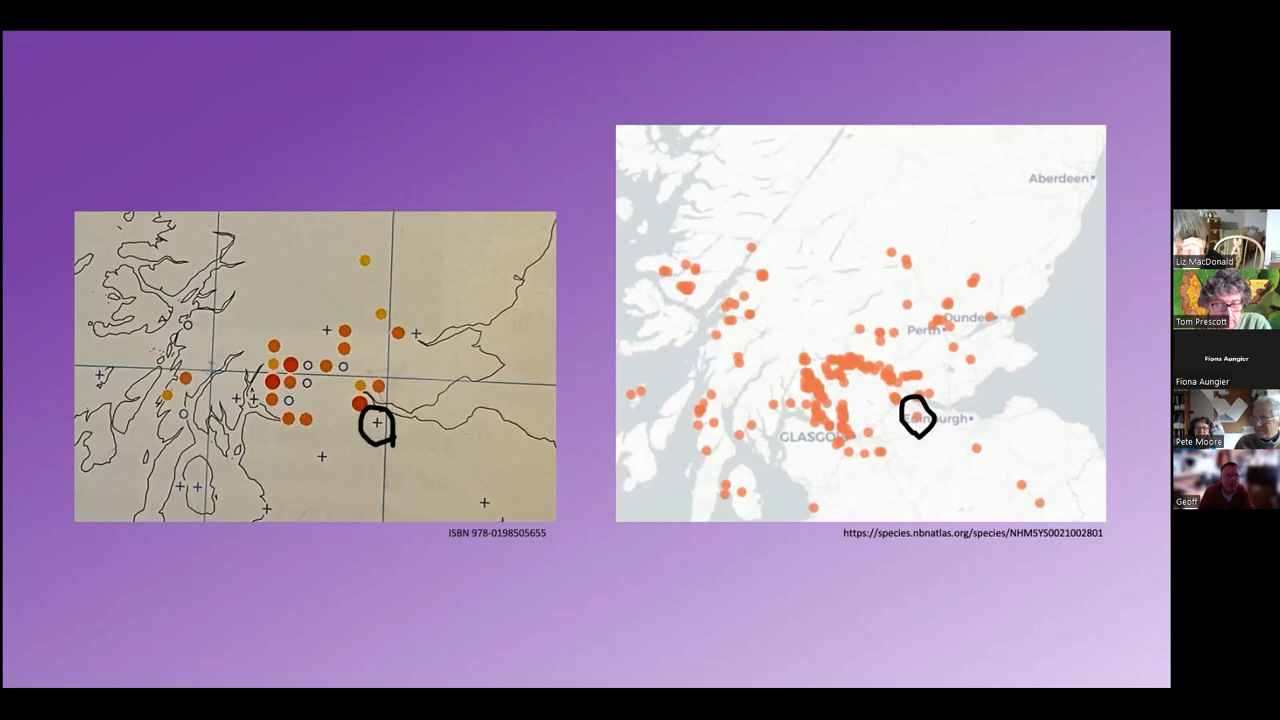 Aberdeen
Dundee
Perth
Edinburgh
GLASGOW
ISBN 978-0198505655
https://species.nbnatlas.org/species/NHMSYS0021002801
Liz MacDonald
Tom Prescott
Fiona Aungier
Fiona Aungier
Pete Moore
Geoff